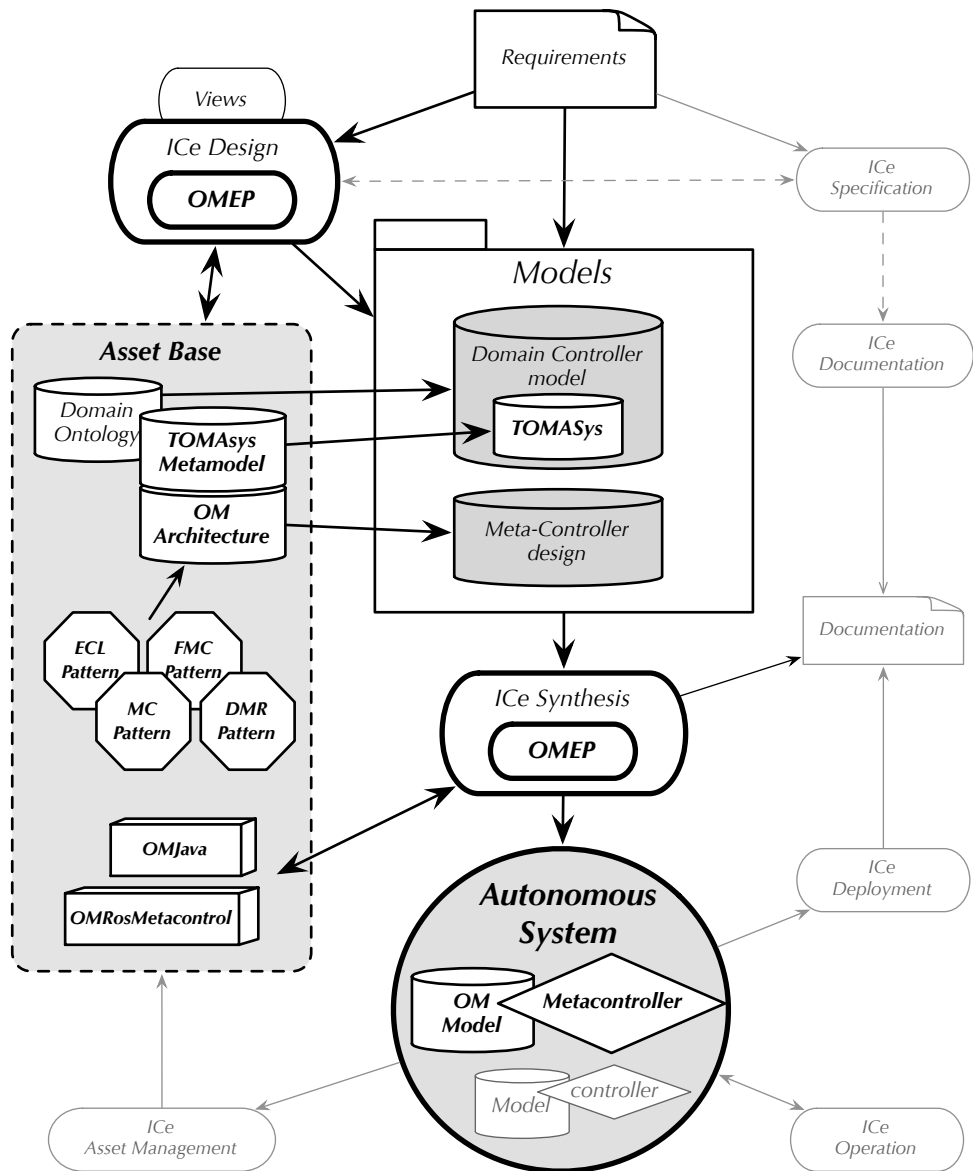 Requirements
Views
ICe Design
OMEP
ICe
Specification
Models
Asset Base
Domain Controller
model
ICe
Documentation
Domain
Ontology
TOMAsys
Metamodel
TOMASys
OM
Architecture
Meta-Controller
design
ECL
Pattern
FMC
Pattern
MC
Pattern
DMR
Pattern
Documentation
ICe Synthesis
OMEP
OMJava
OMRosMetacontrol
ICe
Deployment
Autonomous
System
OM
Model
Metacontroller
Model
controller
ICe
Asset Management
ICe
Operation